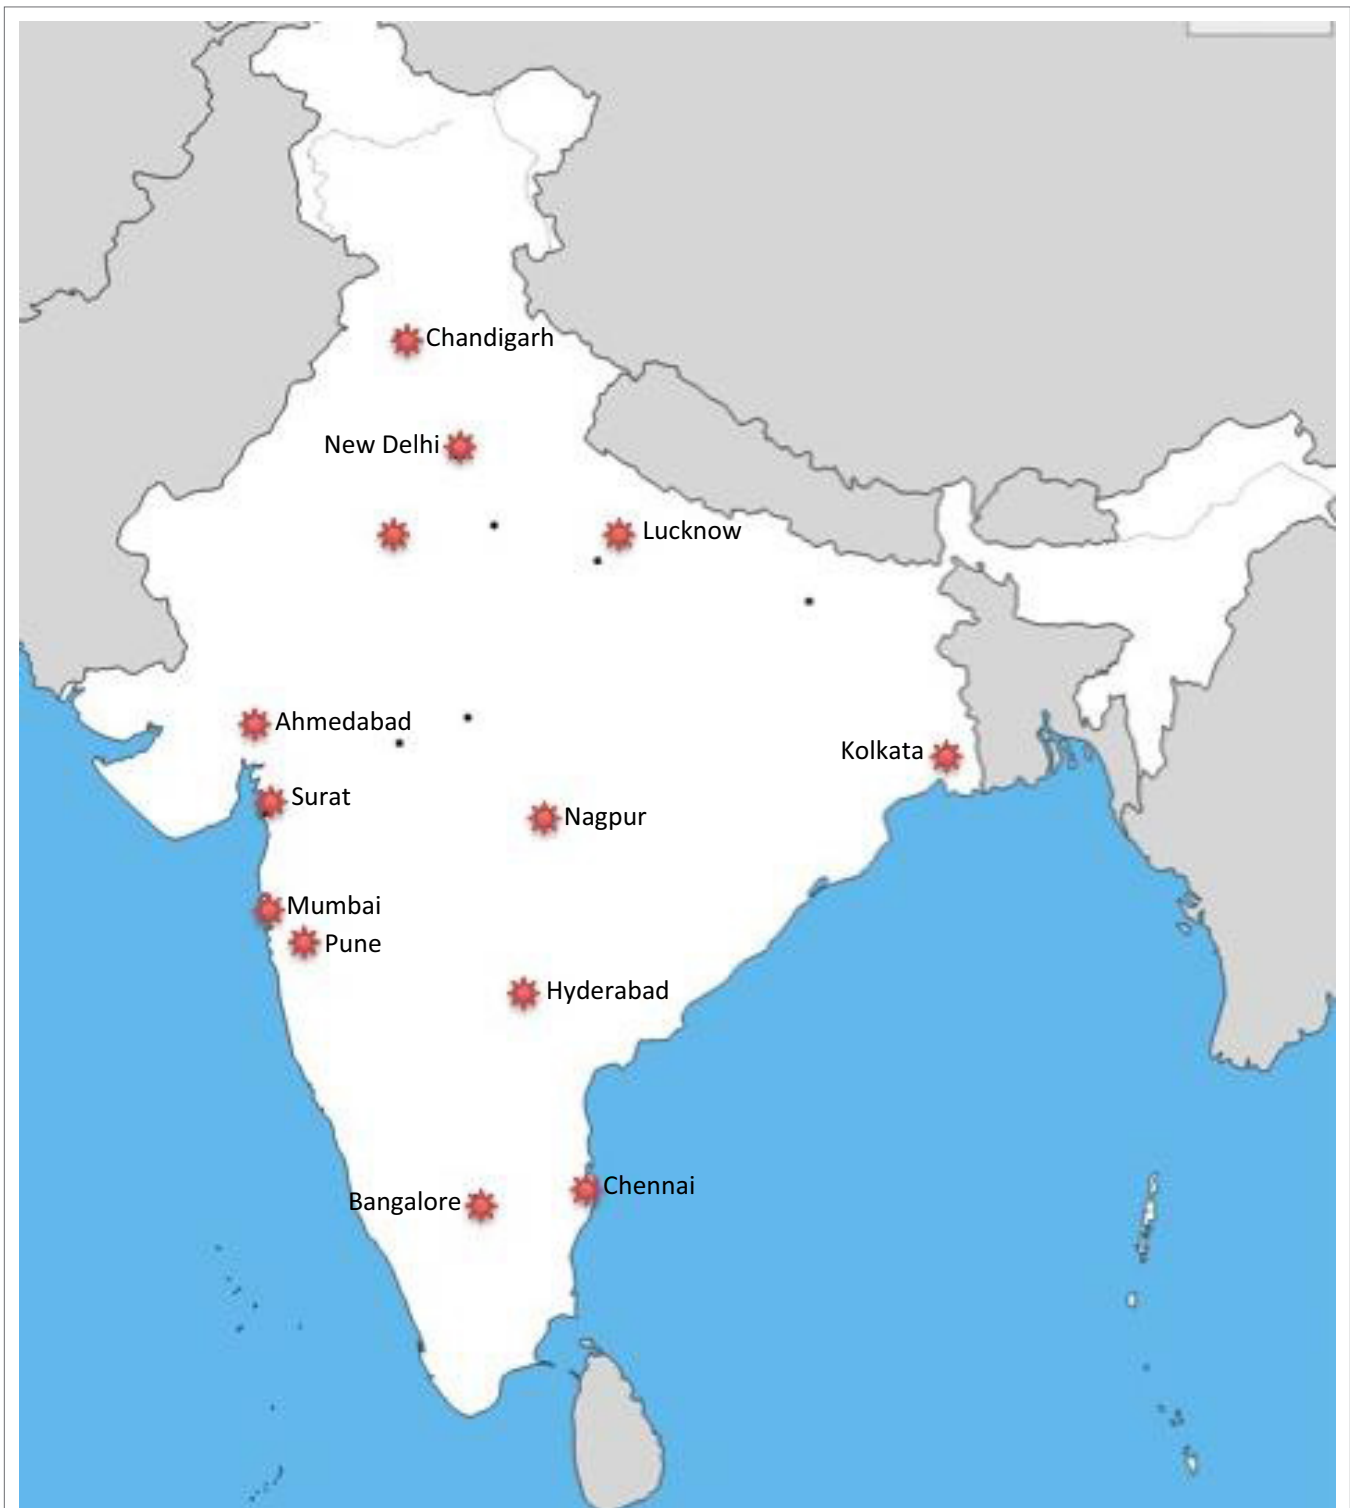 Chandigarh
New Delhi
Lucknow
Ahmedabad
Kolkata
Surat
Nagpur
Mumbai
Pune
Hyderabad
Chennai
Bangalore